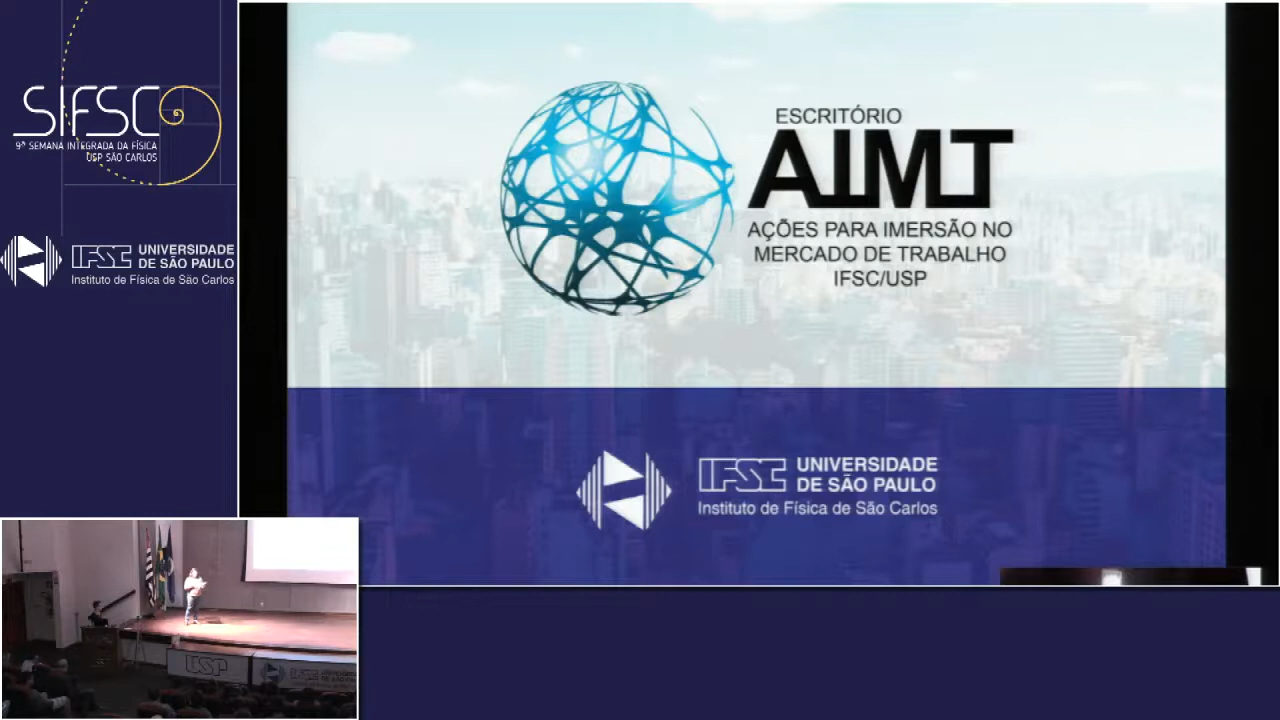 SIFSC
9ª SEMANA INTEGRADA DA FÍSICA
USP SÃO CARLOS
IFSC UNIVERSIDADE
DE SÃO PAULO
Instituto de Física de São Carlos
ESCRITÓRIO
AIMT
AÇÕES PARA IMERSÃO NO
MERCADO DE TRABALHO
IFSC/USP
IFSC UNIVERSIDADE
DE SÃO PAULO
Instituto de Física de São Carlos
USP